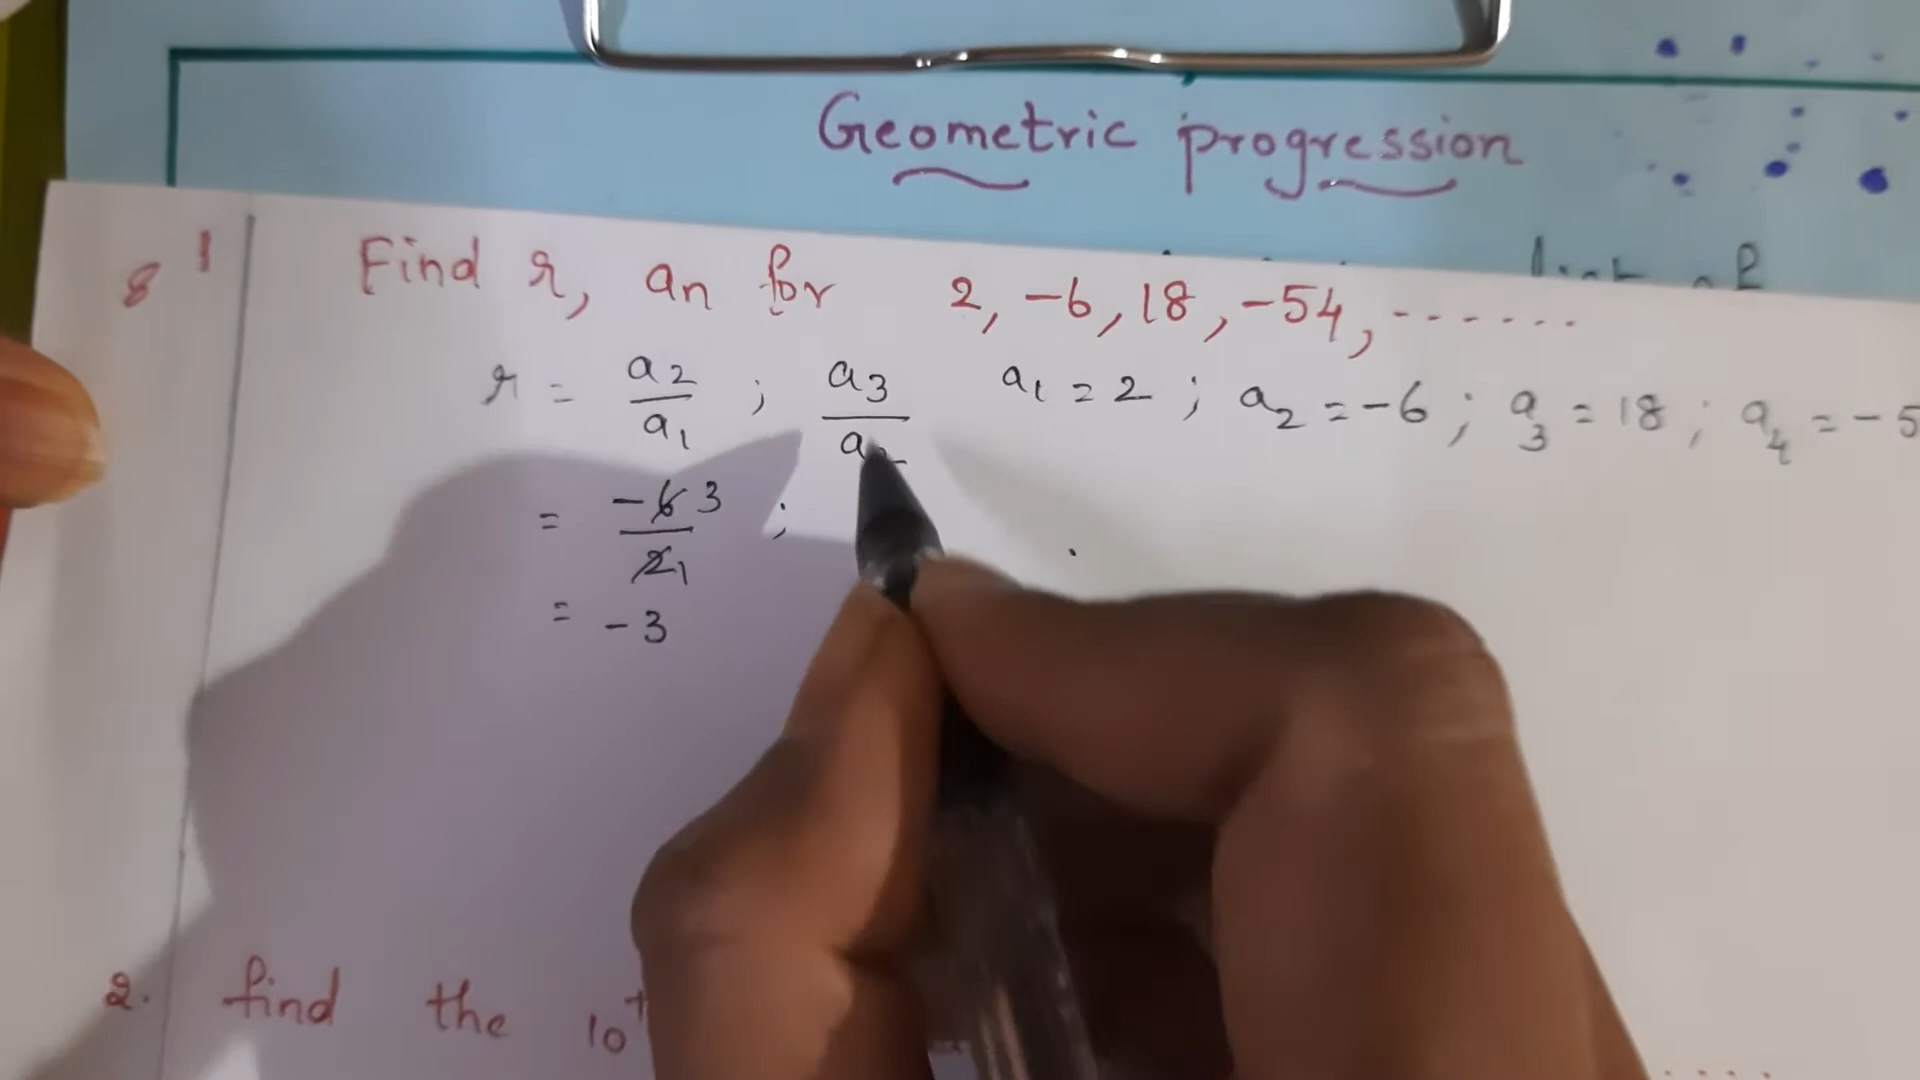 Geometric progression
8 1 Find r, an for 2, -6, 18, -54, ------
r = a2/a1 ; a3/a2 a1 = 2 ; a2 = -6 ; a3 = 18 ; a4 = -5
= -6 3/2 1 ;
= -3
2. find the 10